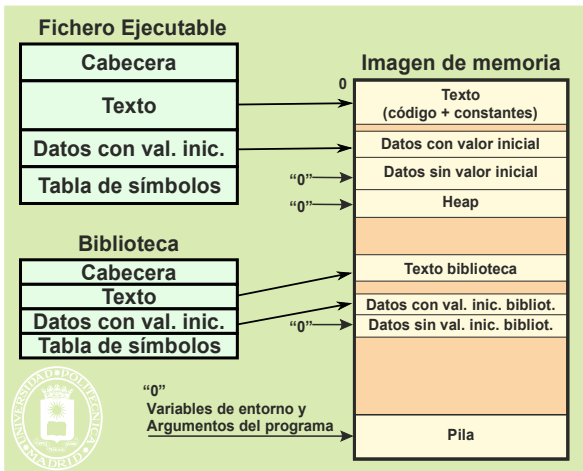 Fichero Ejecutable
Cabecera
Texto
Datos con val. inic.
Tabla de símbolos
Biblioteca
Cabecera
Texto
Datos con val. inic.
Tabla de símbolos
Imagen de memoria
0
Texto
(código + constantes)
Datos con valor inicial
“0”
Datos sin valor inicial
“0”
Heap
Texto biblioteca
Datos con val. inic. bibliot.
“0”
Datos sin val. inic. bibliot.
“0”
Variables de entorno y
Argumentos del programa
Pila
UNIVERSIDAD POLITECNICA
MADRID